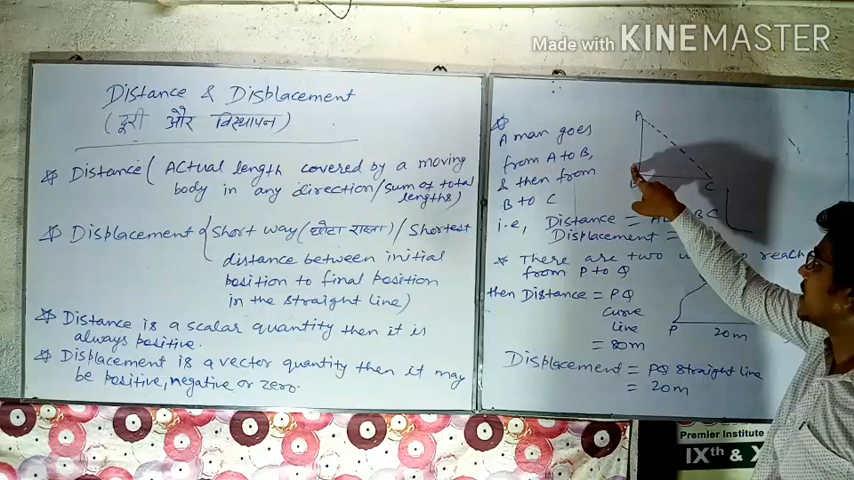 Made with KINEMASTER
Distance & Displacement
(दूरी और विस्थापन)
Distance (Actual length covered by a moving
body in any direction/sum of total
lengths)
Displacement {Short way (छोटा रास्ता)/Shortest
distance between initial
position to final position
in the straight line)
Distance is a scalar quantity then it is
always positive.
Displacement is a vector quantity then it may
be positive, negative or zero.
A man goes
from A to B,
& then from
B to C
i.e, Distance = BC
Displacement =
A
B
C
There are two reach
from P to Q
then Distance = PQ
Curve
Line
= 80m
P
20m
Displacement = PQ straight line
= 20m
Premier Institute
IXth & X